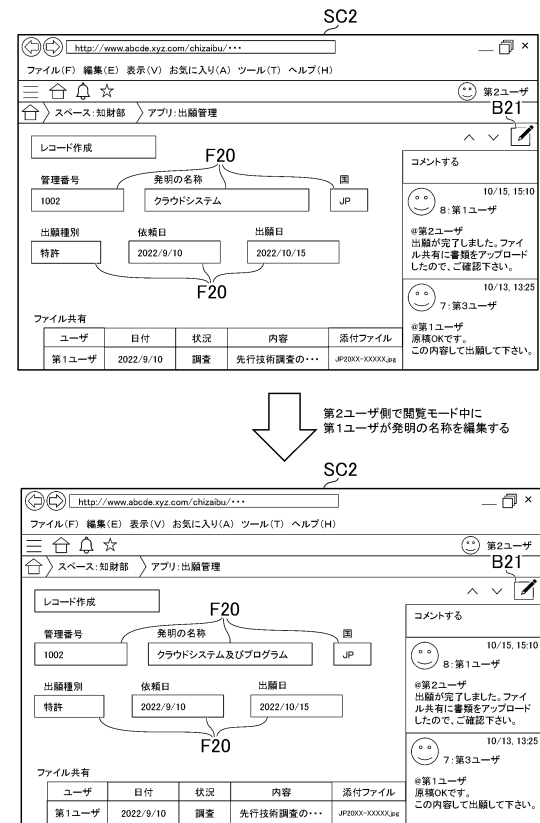 SC2
http://www.abcde.xyz.com/chizaibu/・・・
ファイル(F) 編集(E) 表示(V) お気に入り(A) ツール(T) ヘルプ(H)
第2ユーザ
スペース:知財部 アプリ:出願管理
B21
レコード作成
F20
管理番号 発明の名称 国
1002 クラウドシステム JP
出願種別 依頼日 出願日
特許 2022/9/10 2022/10/15
F20
ファイル共有
ユーザ 日付 状況 内容 添付ファイル
第1ユーザ 2022/9/10 調査 先行技術調査の・・・ JP20XX-XXXXX.jpg
コメントする
10/15, 15:10
8:第1ユーザ
@第2ユーザ
出願が完了しました。ファイ
ル共有に書類をアップロード
したので、ご確認下さい。
10/13, 13:25
7:第3ユーザ
@第1ユーザ
原稿OKです。
この内容して出願して下さい。
第2ユーザ側で閲覧モード中に
第1ユーザが発明の名称を編集する
SC2
http://www.abcde.xyz.com/chizaibu/・・・
ファイル(F) 編集(E) 表示(V) お気に入り(A) ツール(T) ヘルプ(H)
第2ユーザ
スペース:知財部 アプリ:出願管理
B21
レコード作成
F20
管理番号 発明の名称 国
1002 クラウドシステム及びプログラム JP
出願種別 依頼日 出願日
特許 2022/9/10 2022/10/15
F20
ファイル共有
ユーザ 日付 状況 内容 添付ファイル
第1ユーザ 2022/9/10 調査 先行技術調査の・・・ JP20XX-XXXXX.jpg
コメントする
10/15, 15:10
8:第1ユーザ
@第2ユーザ
出願が完了しました。ファイ
ル共有に書類をアップロード
したので、ご確認下さい。
10/13, 13:25
7:第3ユーザ
@第1ユーザ
原稿OKです。
この内容して出願して下さい。